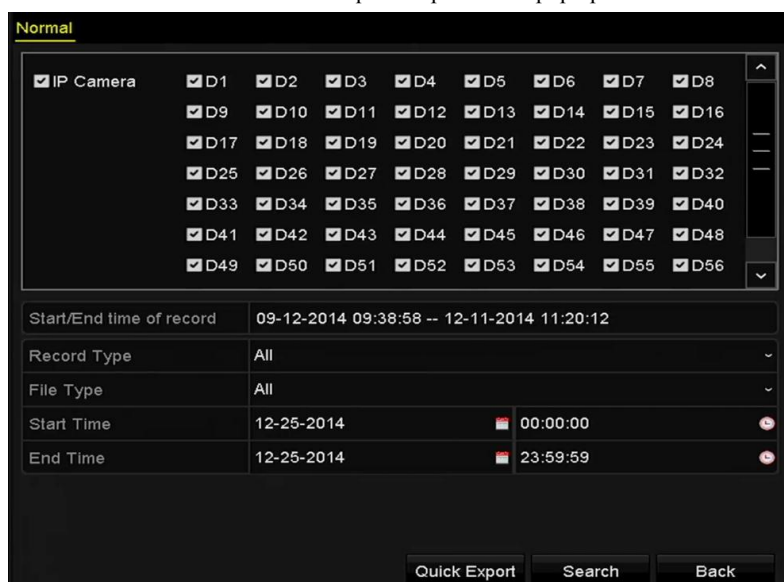 Normal
IP Camera D1 D2 D3 D4 D5 D6 D7 D8
D9 D10 D11 D12 D13 D14 D15 D16
D17 D18 D19 D20 D21 D22 D23 D24
D25 D26 D27 D28 D29 D30 D31 D32
D33 D34 D35 D36 D37 D38 D39 D40
D41 D42 D43 D44 D45 D46 D47 D48
D49 D50 D51 D52 D53 D54 D55 D56
Start/End time of record 09-12-2014 09:38:58 -- 12-11-2014 11:20:12
Record Type All
File Type All
Start Time 12-25-2014 00:00:00
End Time 12-25-2014 23:59:59
Quick Export Search Back